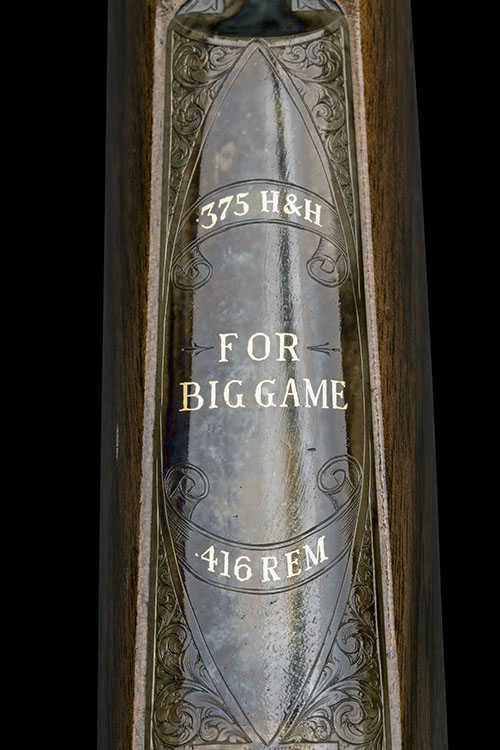 .375 H&H
FOR
BIG GAME
.416 REM